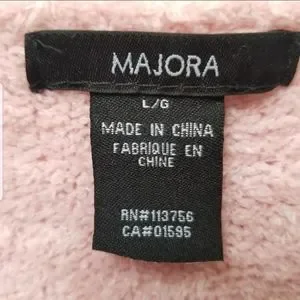 MAJORA
L/G
MADE IN CHINA
FABRIQUE EN
CHINE
RN#113756
CA#01595